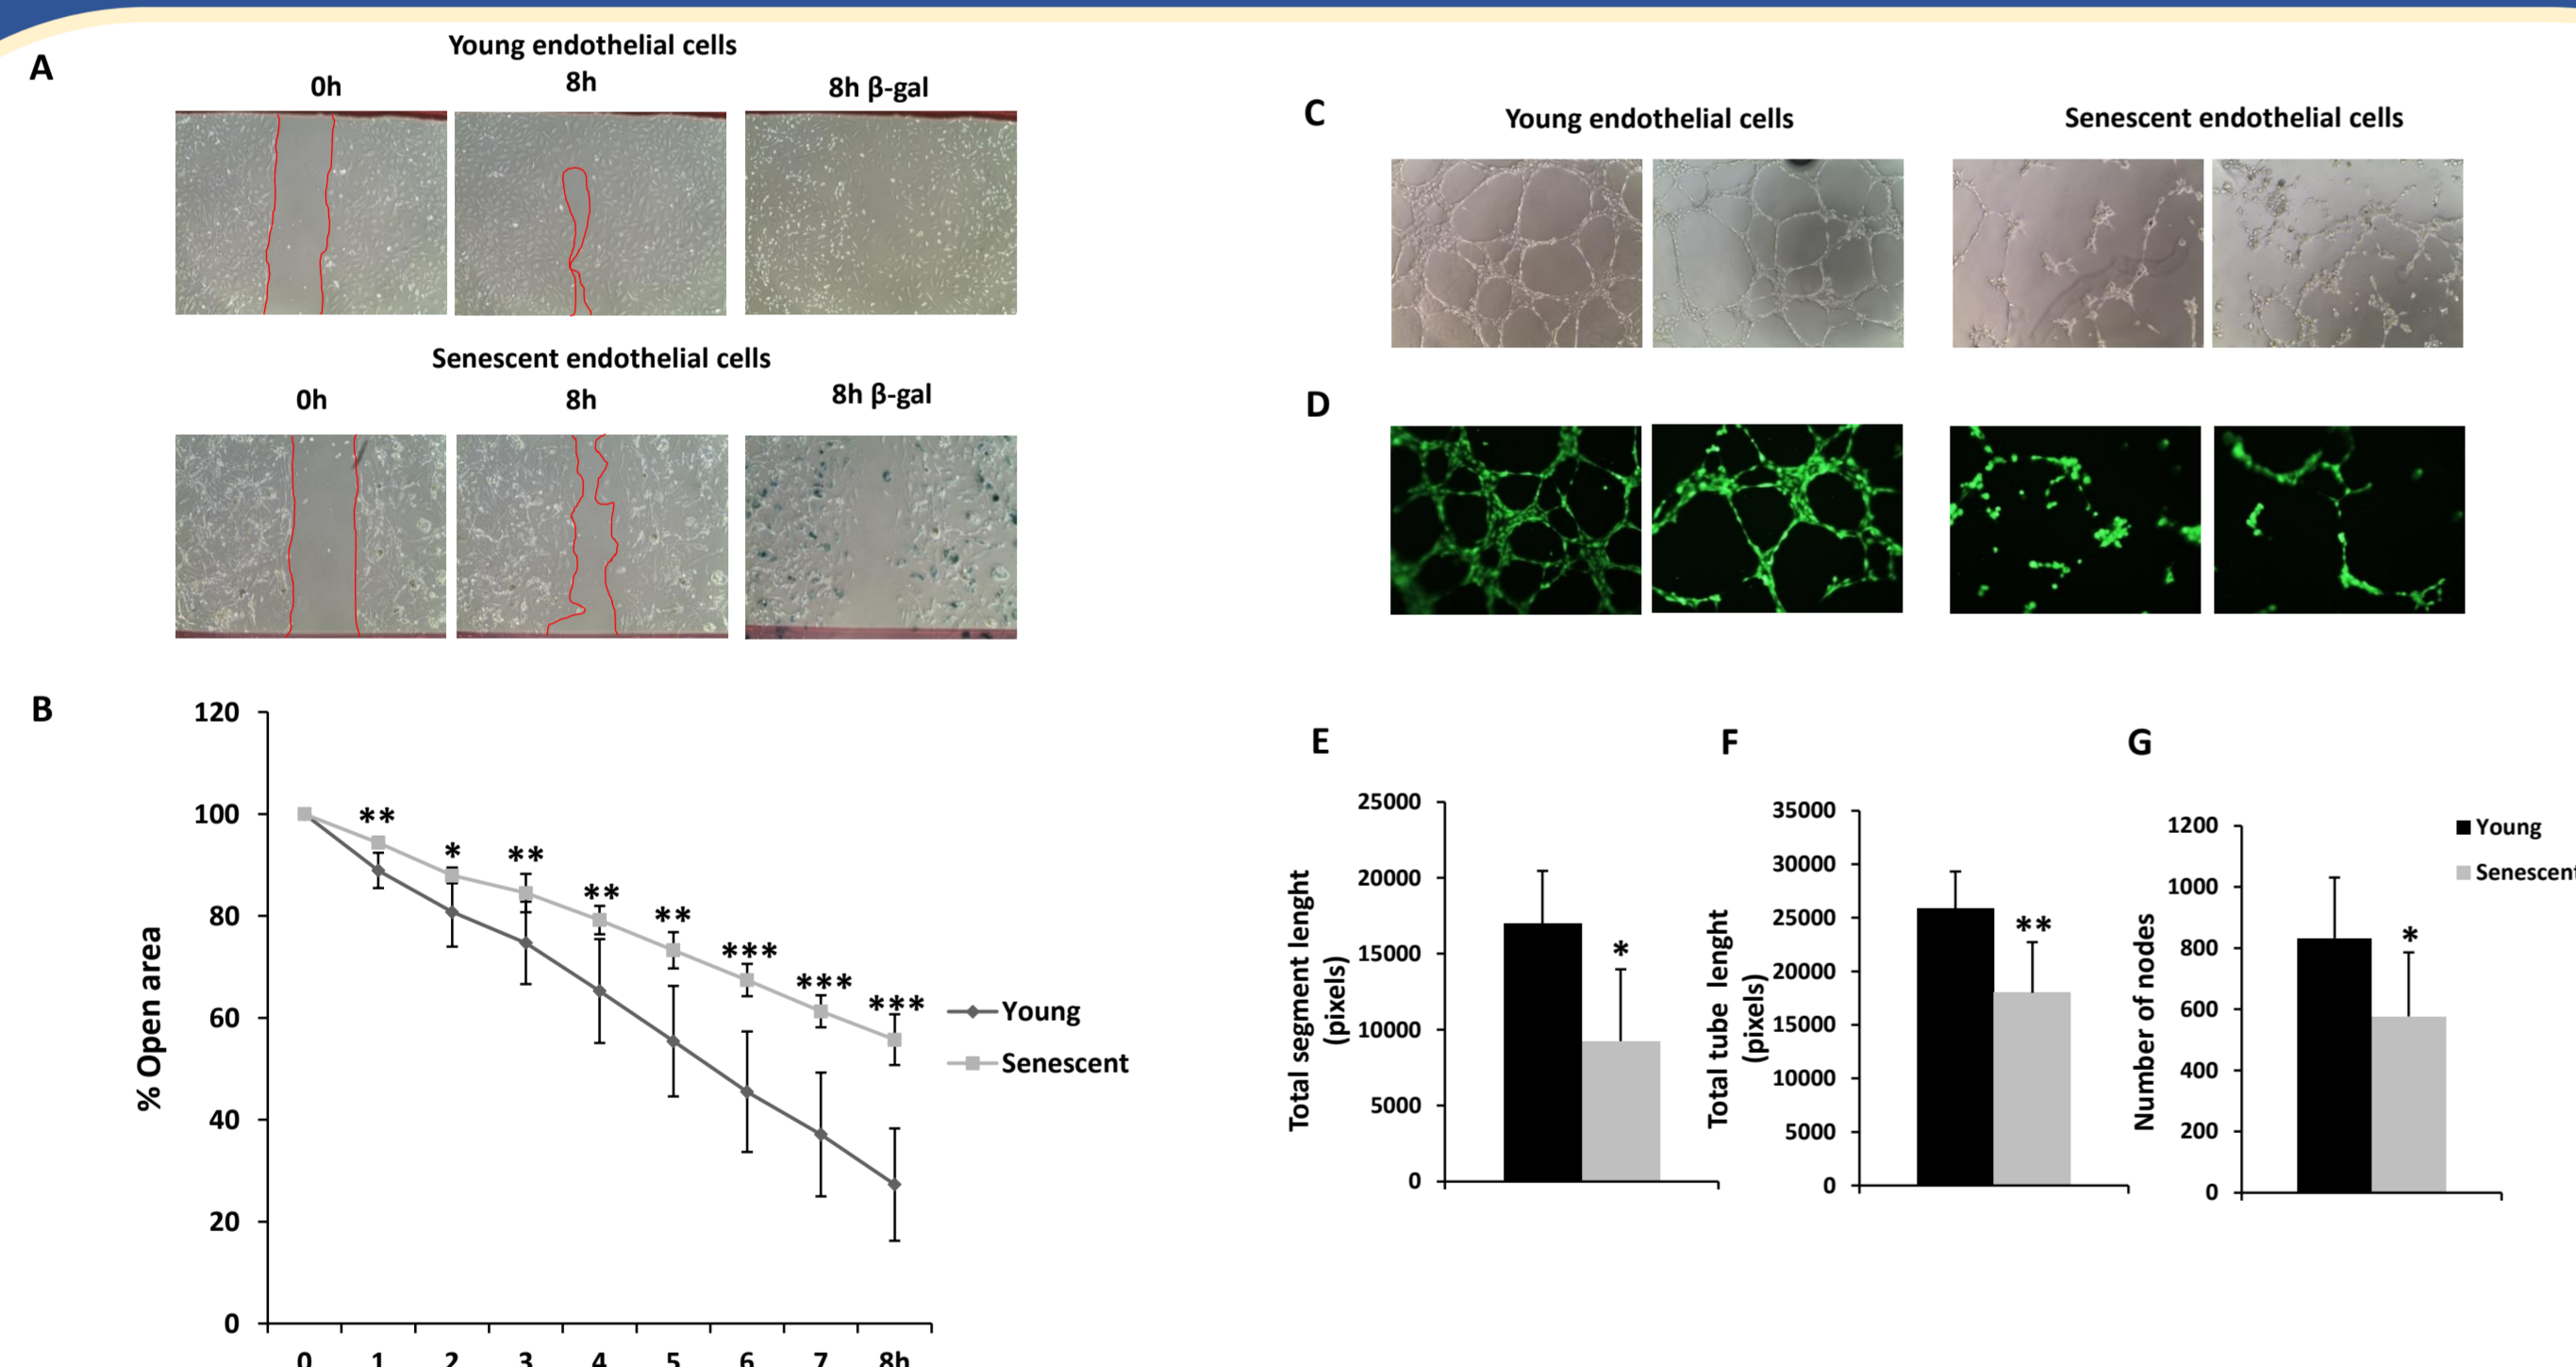 A
Young endothelial cells
0h
8h
8h β-gal
Senescent endothelial cells
0h
8h
8h β-gal
B
120
100
80
60
40
20
0
% Open area
**
*
**
**
**
***
***
***
Young
Senescent
0 1 2 3 4 5 6 7 8h
C
Young endothelial cells
Senescent endothelial cells
D
E
Total segment lenght
(pixels)
25000
20000
15000
10000
5000
0
*
F
Total tube lenght
(pixels)
35000
30000
25000
20000
15000
10000
5000
0
**
G
Number of nodes
1200
1000
800
600
400
200
0
*
Young
Senescent